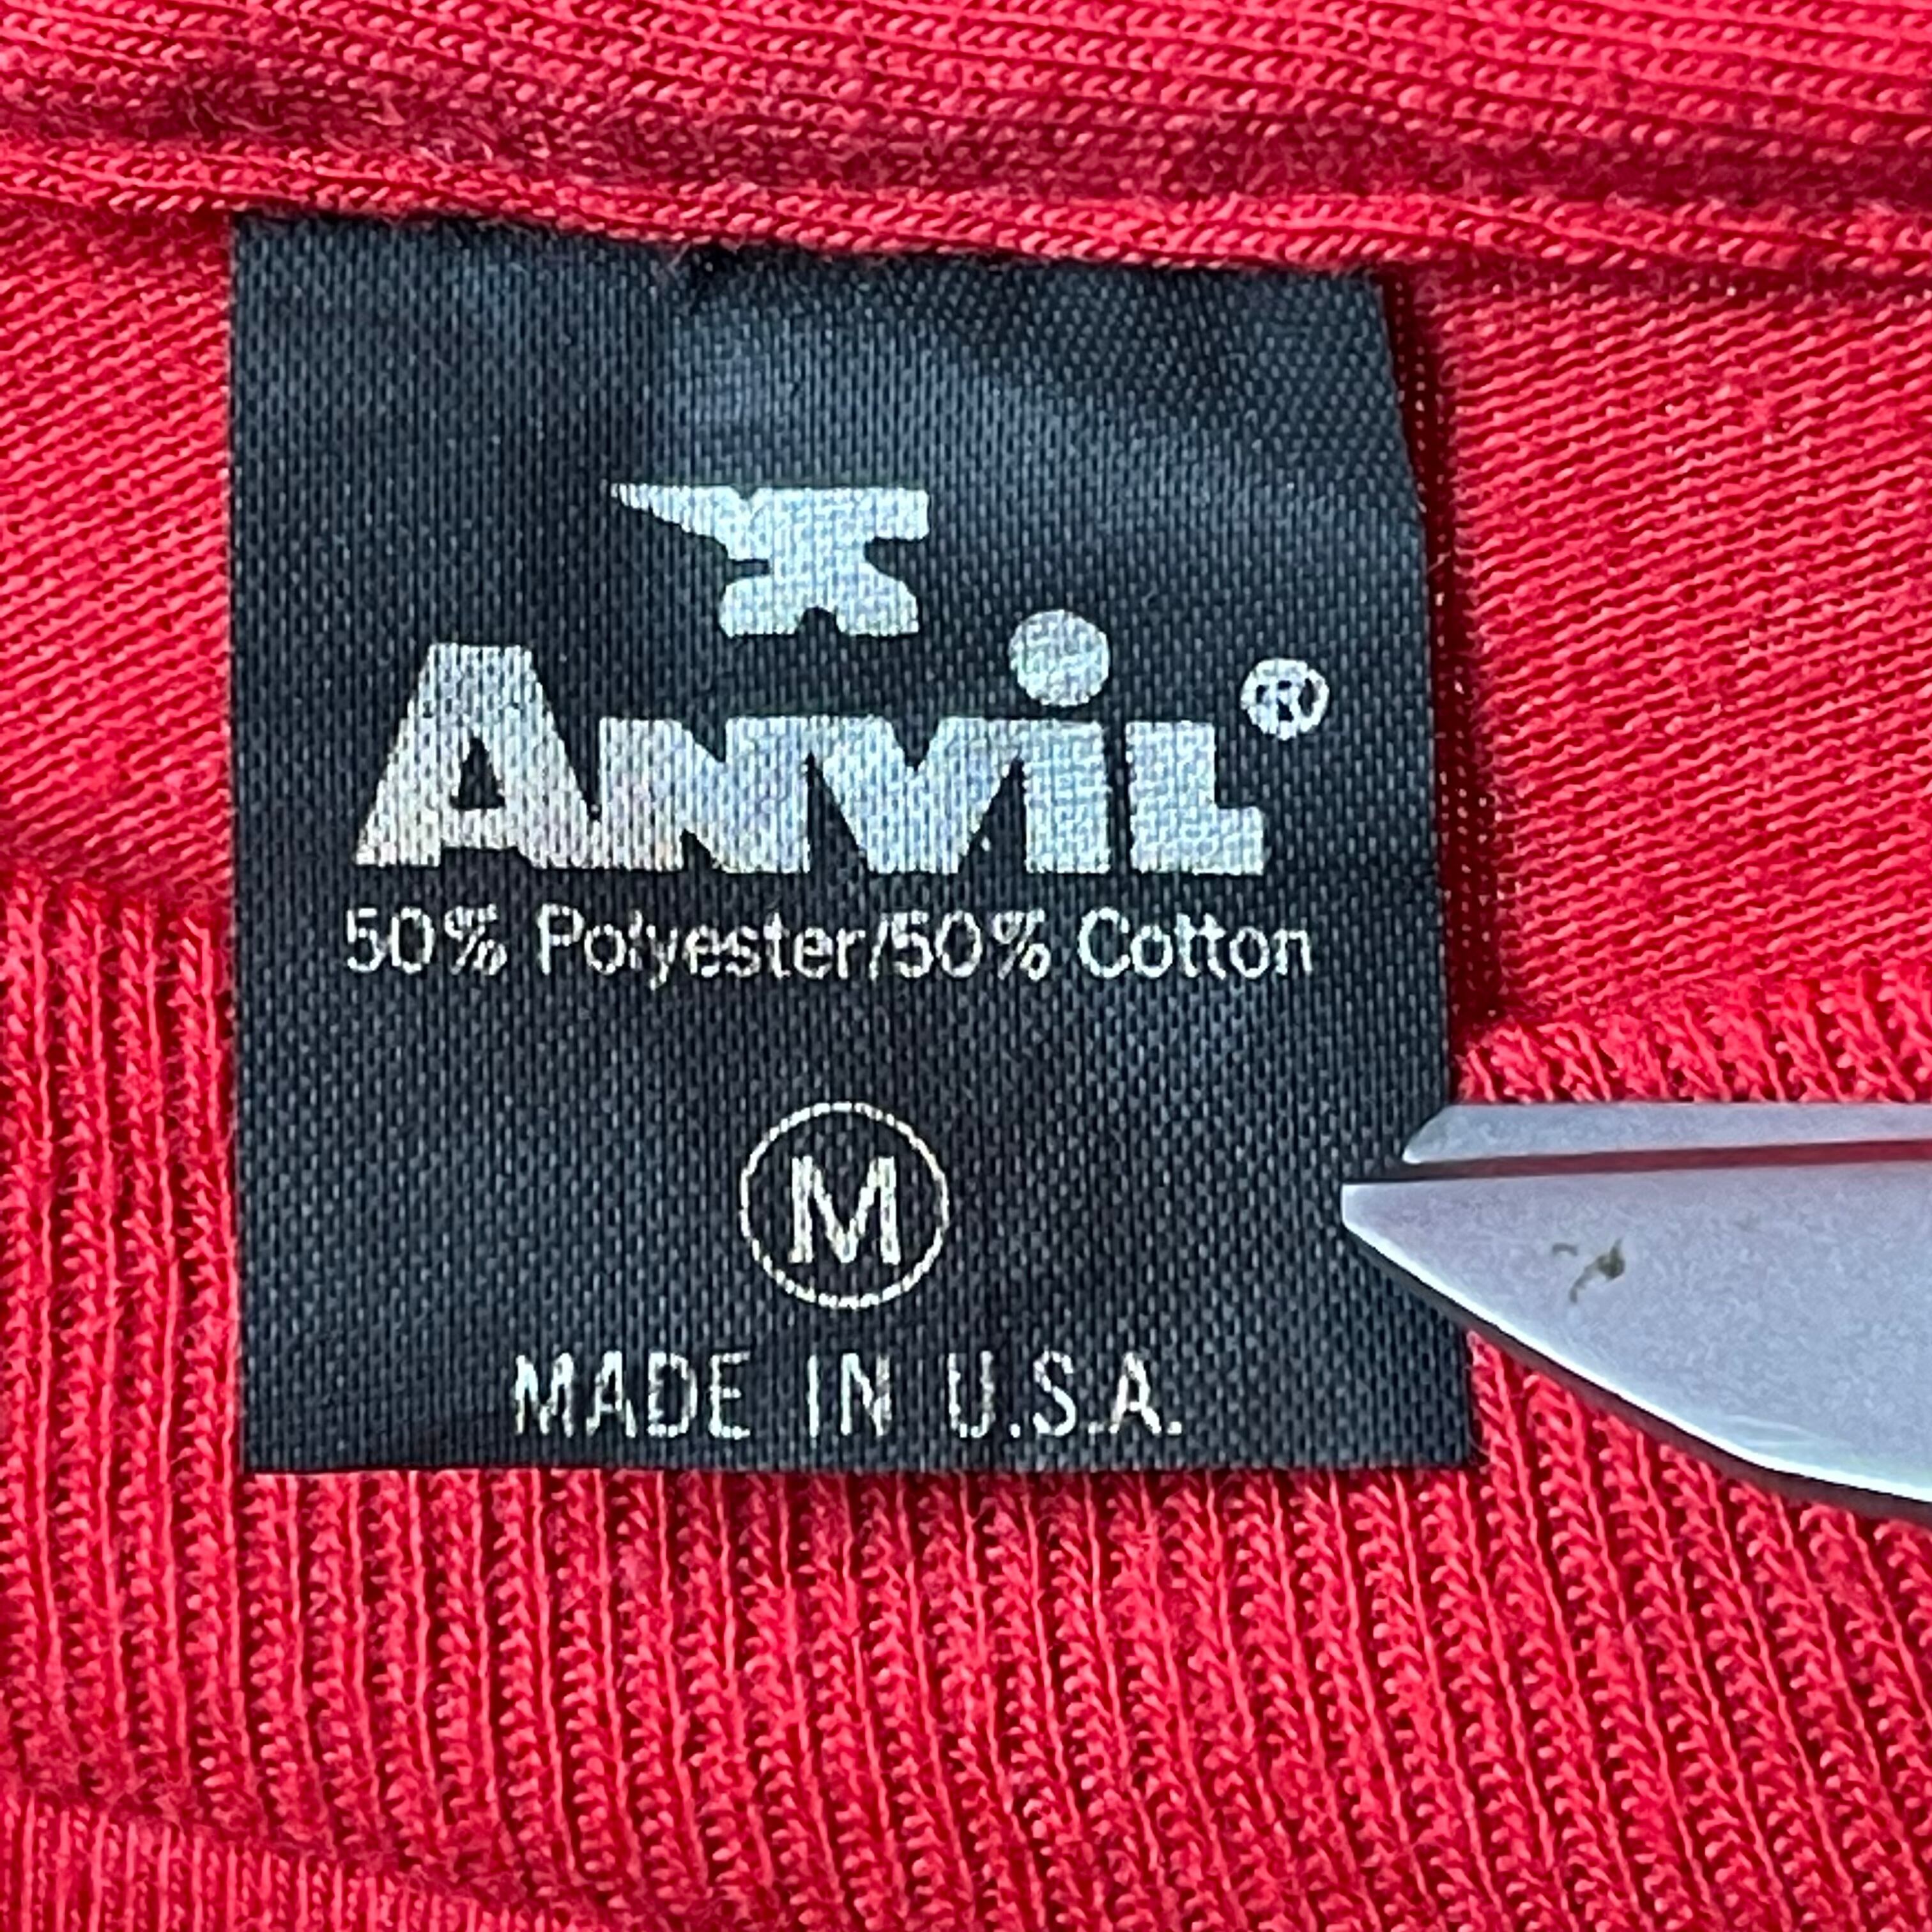 ANViL®
50% Polyester/50% Cotton
M
MADE IN U.S.A.